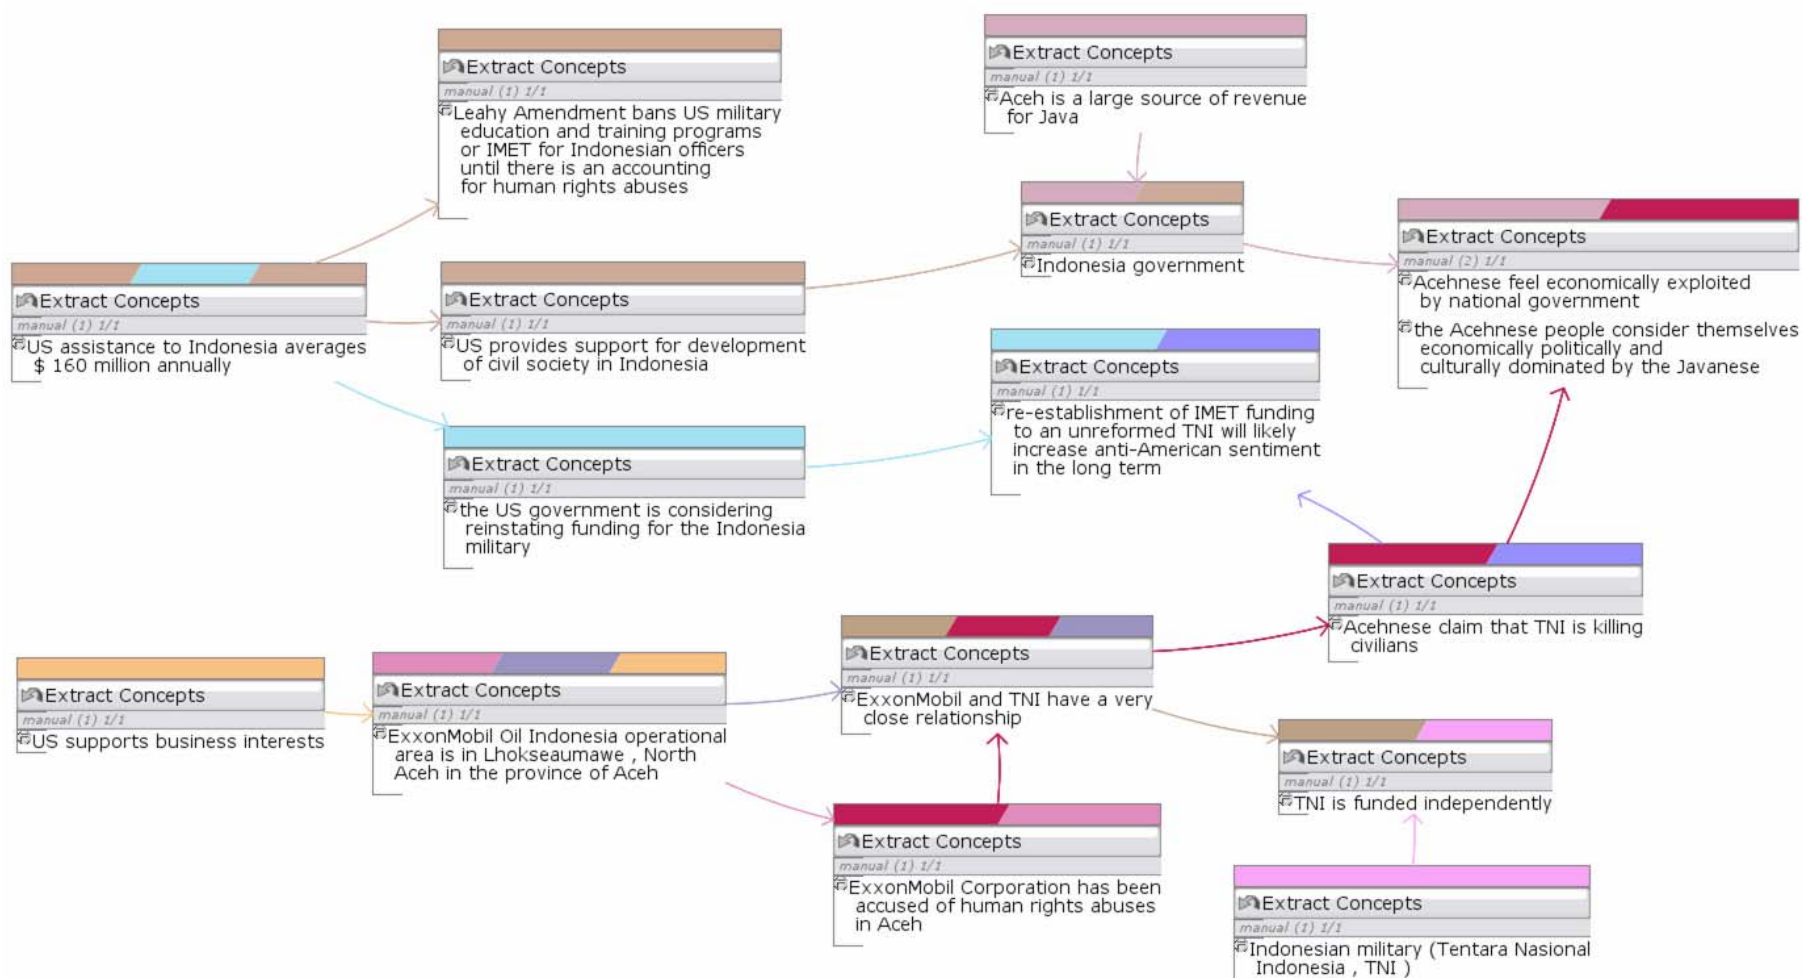 Extract Concepts
manual (1) 1/1
Leahy Amendment bans US military
education and training programs
or IMET for Indonesian officers
until there is an accounting
for human rights abuses
Extract Concepts
manual (1) 1/1
Aceh is a large source of revenue
for Java
Extract Concepts
manual (1) 1/1
Indonesia government
Extract Concepts
manual (2) 1/1
Acehnese feel economically exploited
by national government
the Acehnese people consider themselves
economically politically and
culturally dominated by the Javanese
Extract Concepts
manual (1) 1/1
US assistance to Indonesia averages
$ 160 million annually
Extract Concepts
manual (1) 1/1
US provides support for development
of civil society in Indonesia
Extract Concepts
manual (1) 1/1
re-establishment of IMET funding
to an unreformed TNI will likely
increase anti-American sentiment
in the long term
Extract Concepts
manual (1) 1/1
the US government is considering
reinstating funding for the Indonesia
military
Extract Concepts
manual (1) 1/1
Acehnese claim that TNI is killing
civilians
Extract Concepts
manual (1) 1/1
US supports business interests
Extract Concepts
manual (1) 1/1
ExxonMobil Oil Indonesia operational
area is in Lhokseaumawe , North
Aceh in the province of Aceh
Extract Concepts
manual (1) 1/1
ExxonMobil and TNI have a very
close relationship
Extract Concepts
manual (1) 1/1
TNI is funded independently
Extract Concepts
manual (1) 1/1
ExxonMobil Corporation has been
accused of human rights abuses
in Aceh
Extract Concepts
manual (1) 1/1
Indonesian military (Tentara Nasional
Indonesia , TNI )